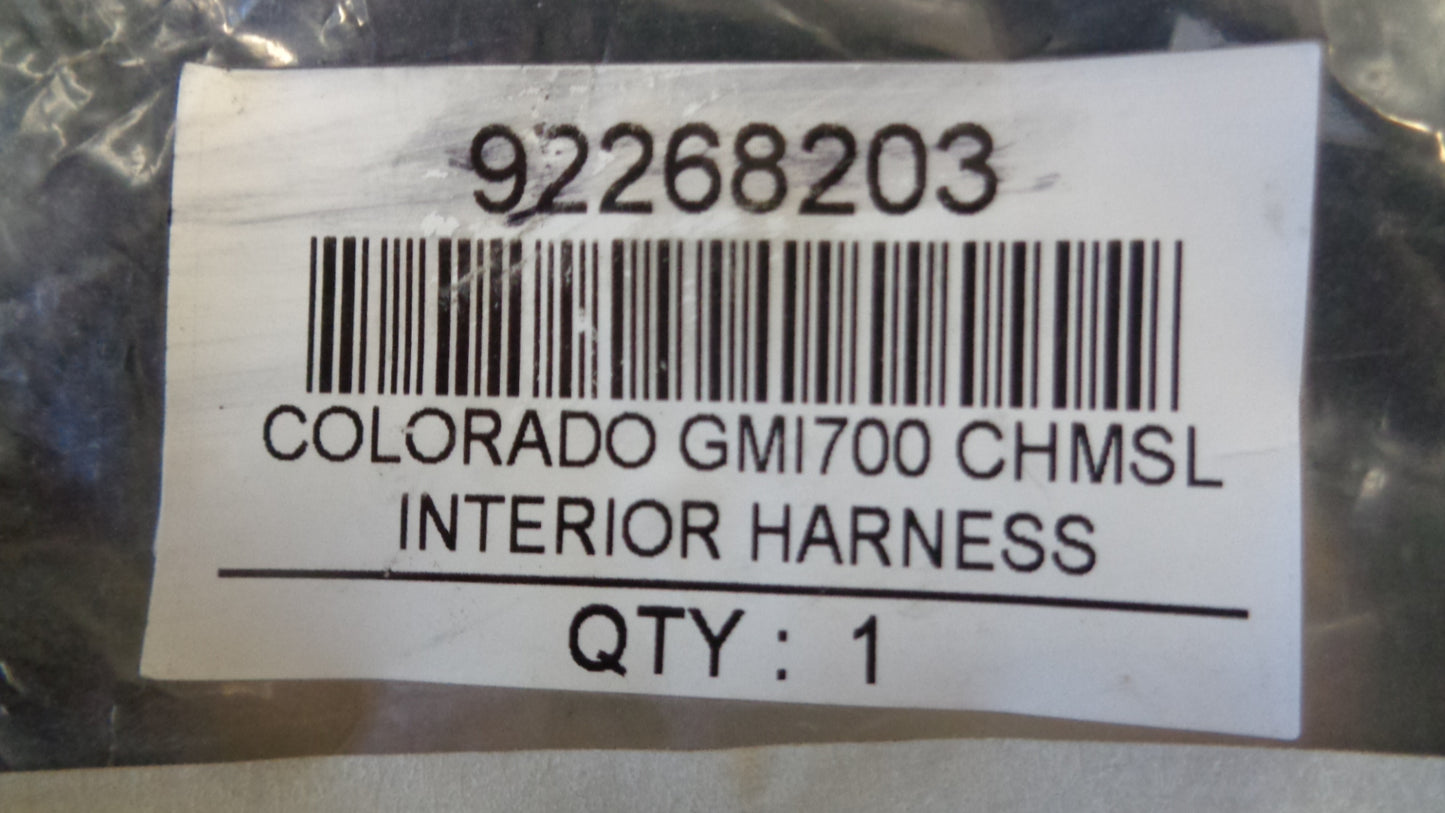 92268203
COLORADO GMI700 CHMSL
INTERIOR HARNESS
QTY : 1